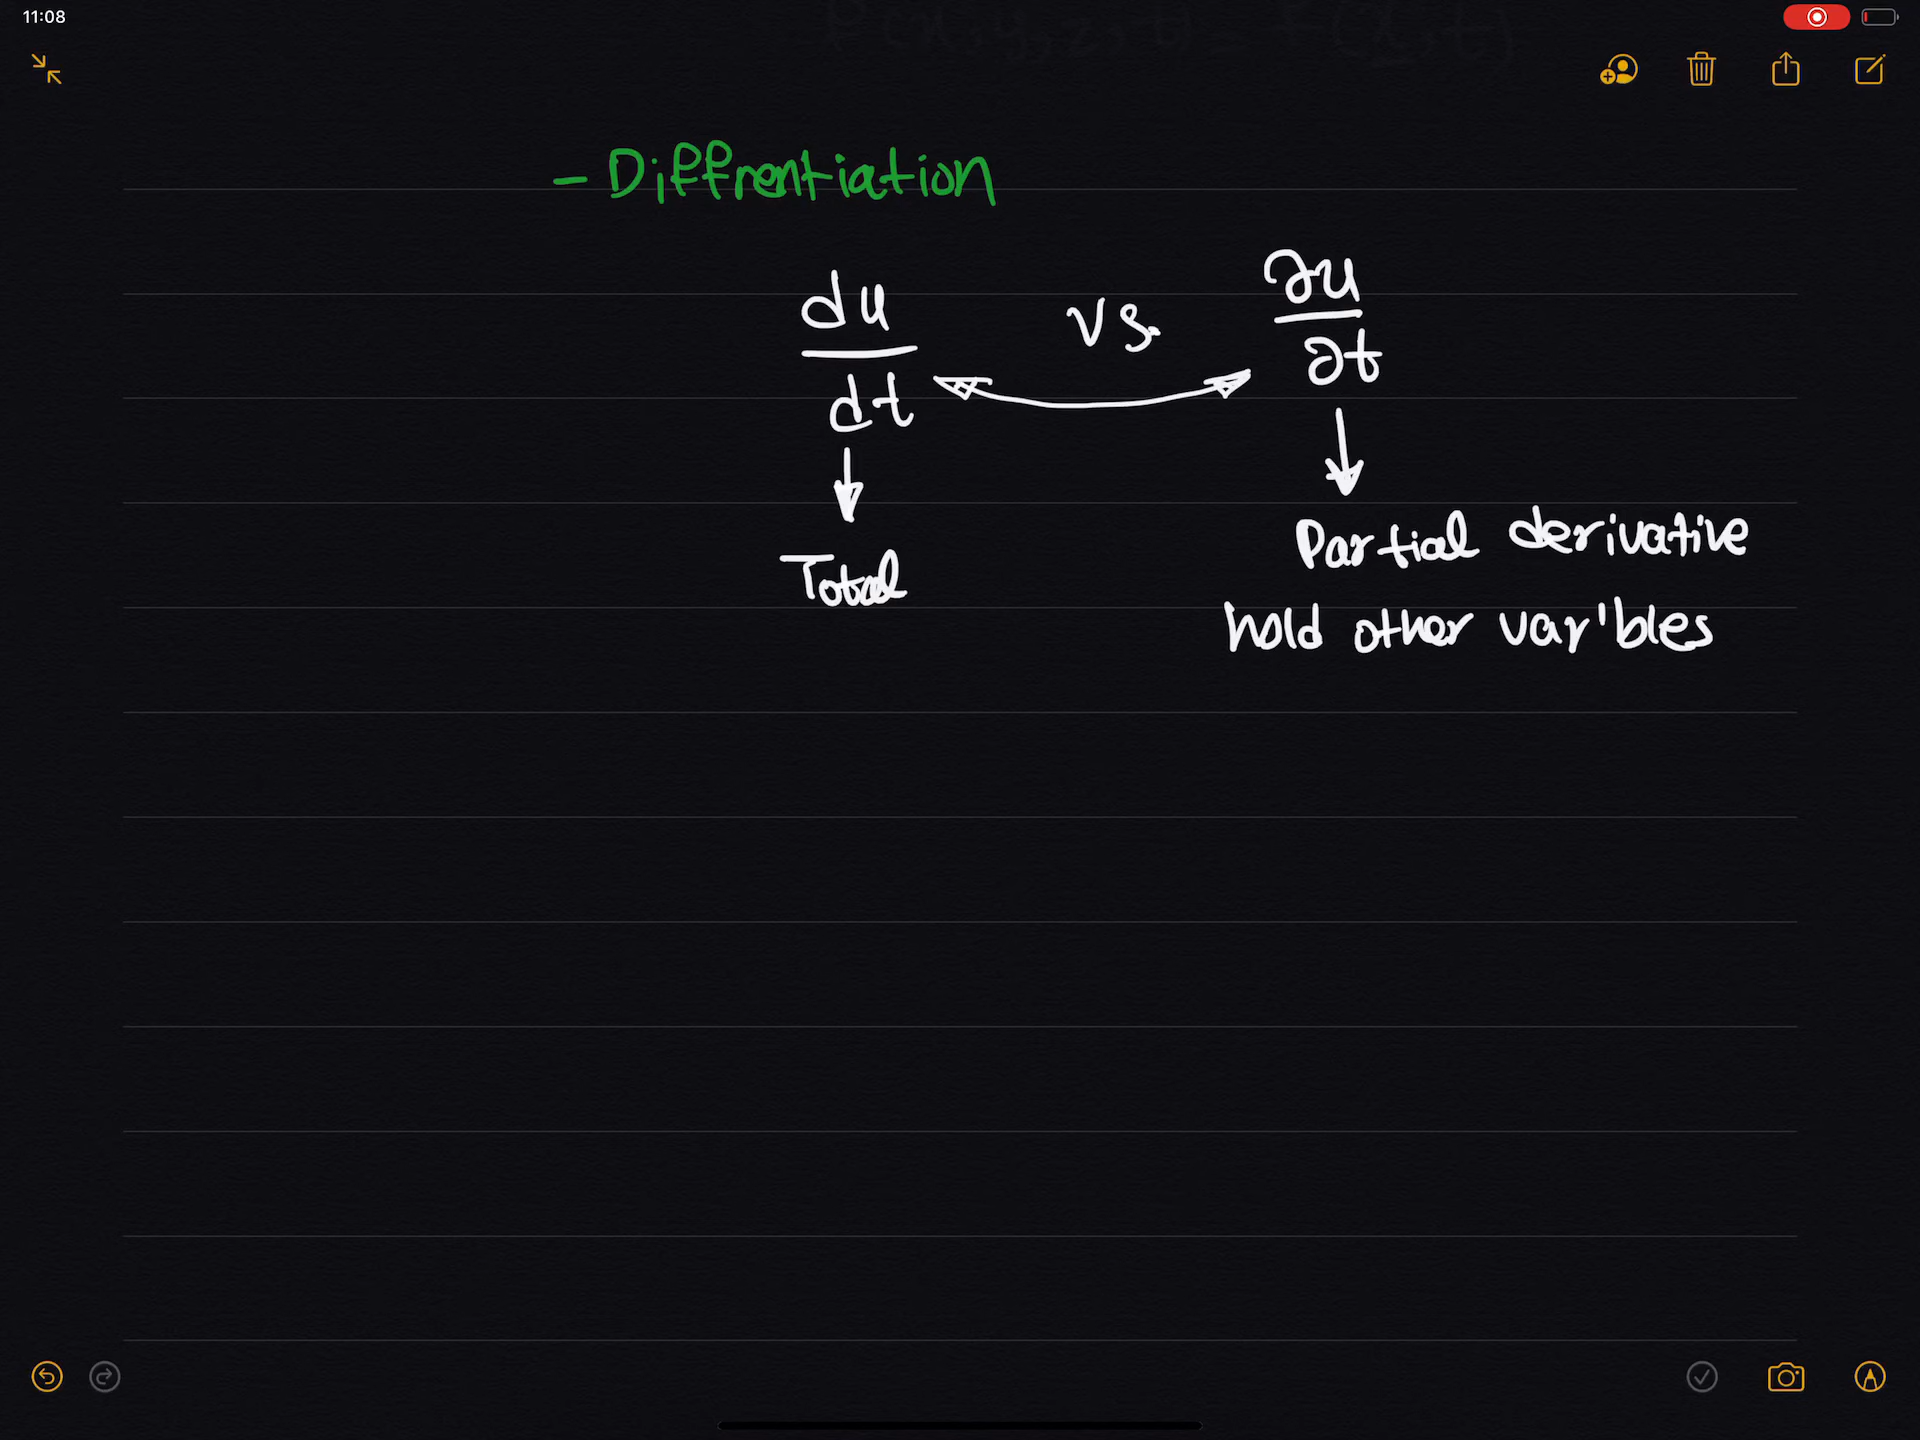 11:08
f(x,y,z,t) = f(x,t)
- Diffrentiation
du/dt vs. ∂u/∂t
Total
Partial derivative
hold other var'bles